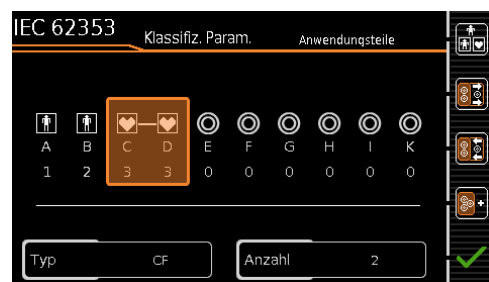 IEC 62353 Klassifiz. Param. Anwendungsteile
A B C D E F G H I K
1 2 3 3 0 0 0 0 0 0
Typ CF Anzahl 2